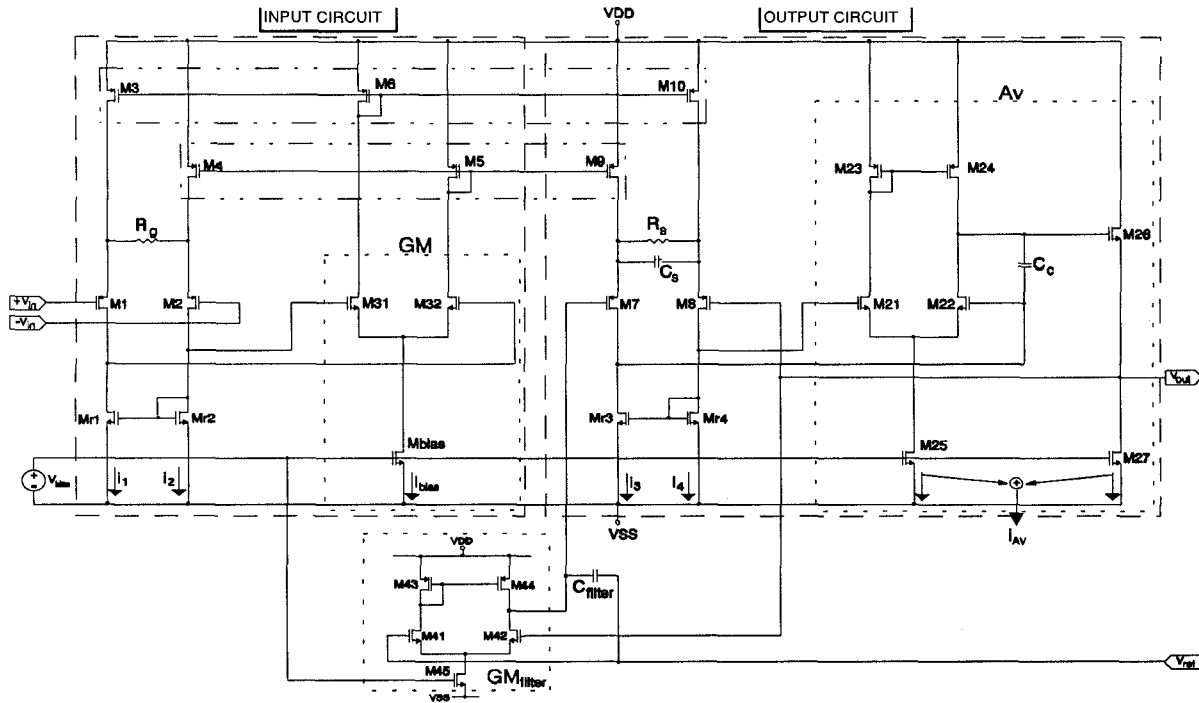 INPUT CIRCUIT
VDD
OUTPUT CIRCUIT
M3
M6
M10
Av
M4
M5
M9
M23
M24
Rg
GM
Rs
Cs
M26
Cc
+Vin
M1
M2
M31
M32
M7
M8
M21
M22
-Vin
Vout
Mr1
Mr2
Mr3
Mr4
Mbias
M25
M27
Vbias
I1
I2
Ibias
I3
I4
VSS
IAV
VDD
M43
M44
Cfilter
M41
M42
M45
GMfilter
Vref
VSS